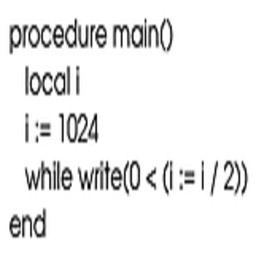 procedure main()
local i
i := 1024
while write(0 < (i := i / 2))
end